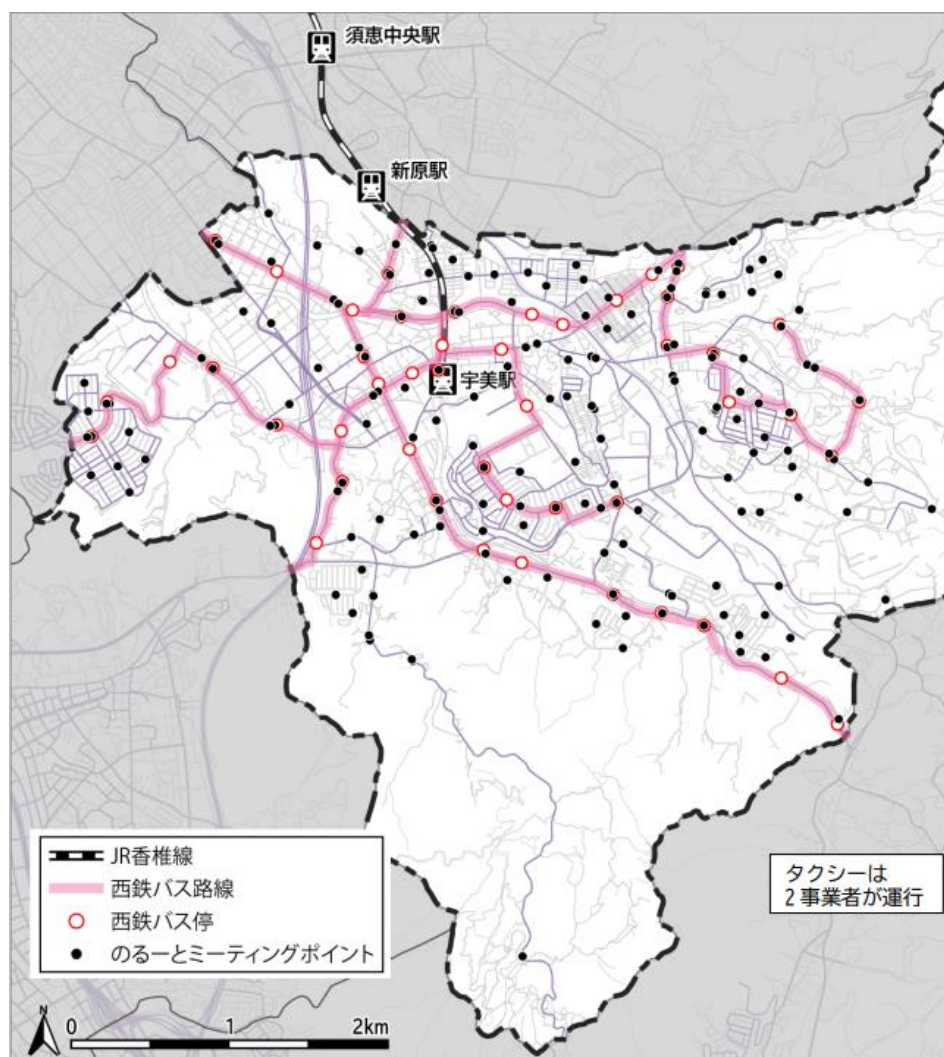 須恵中央駅
新原駅
宇美駅
JR香椎線
西鉄バス路線
西鉄バス停
のるーとミーティングポイント
タクシーは
2事業者が運行
N
0 1 2km